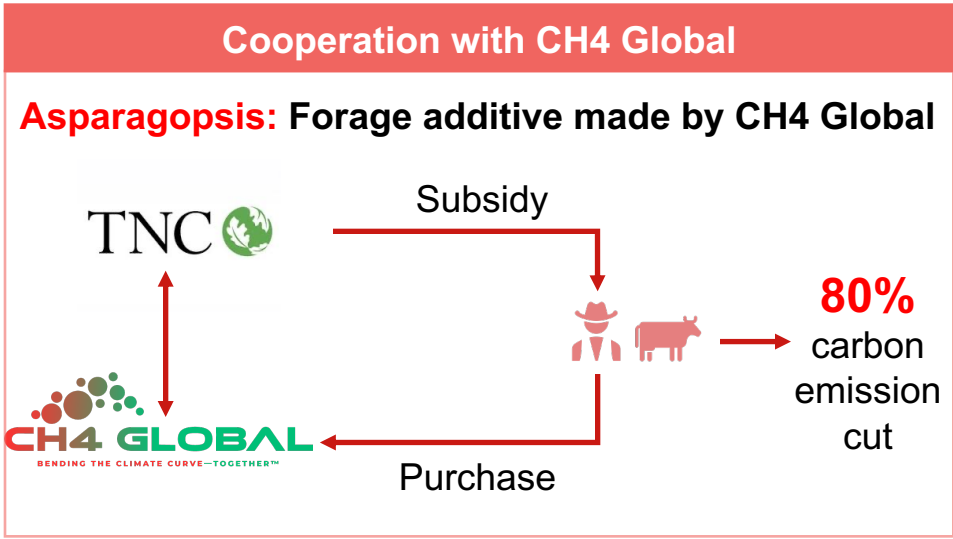 Cooperation with CH4 Global
Asparagopsis: Forage additive made by CH4 Global
Subsidy
TNC
80%
carbon
emission
cut
CH4 GLOBAL
BENDING THE CLIMATE CURVE—TOGETHER™
Purchase